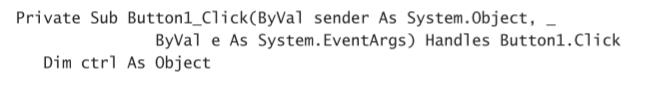 Private Sub Button1_Click(ByVal sender As System.Object, _
ByVal e As System.EventArgs) Handles Button1.Click
Dim ctrl As Object